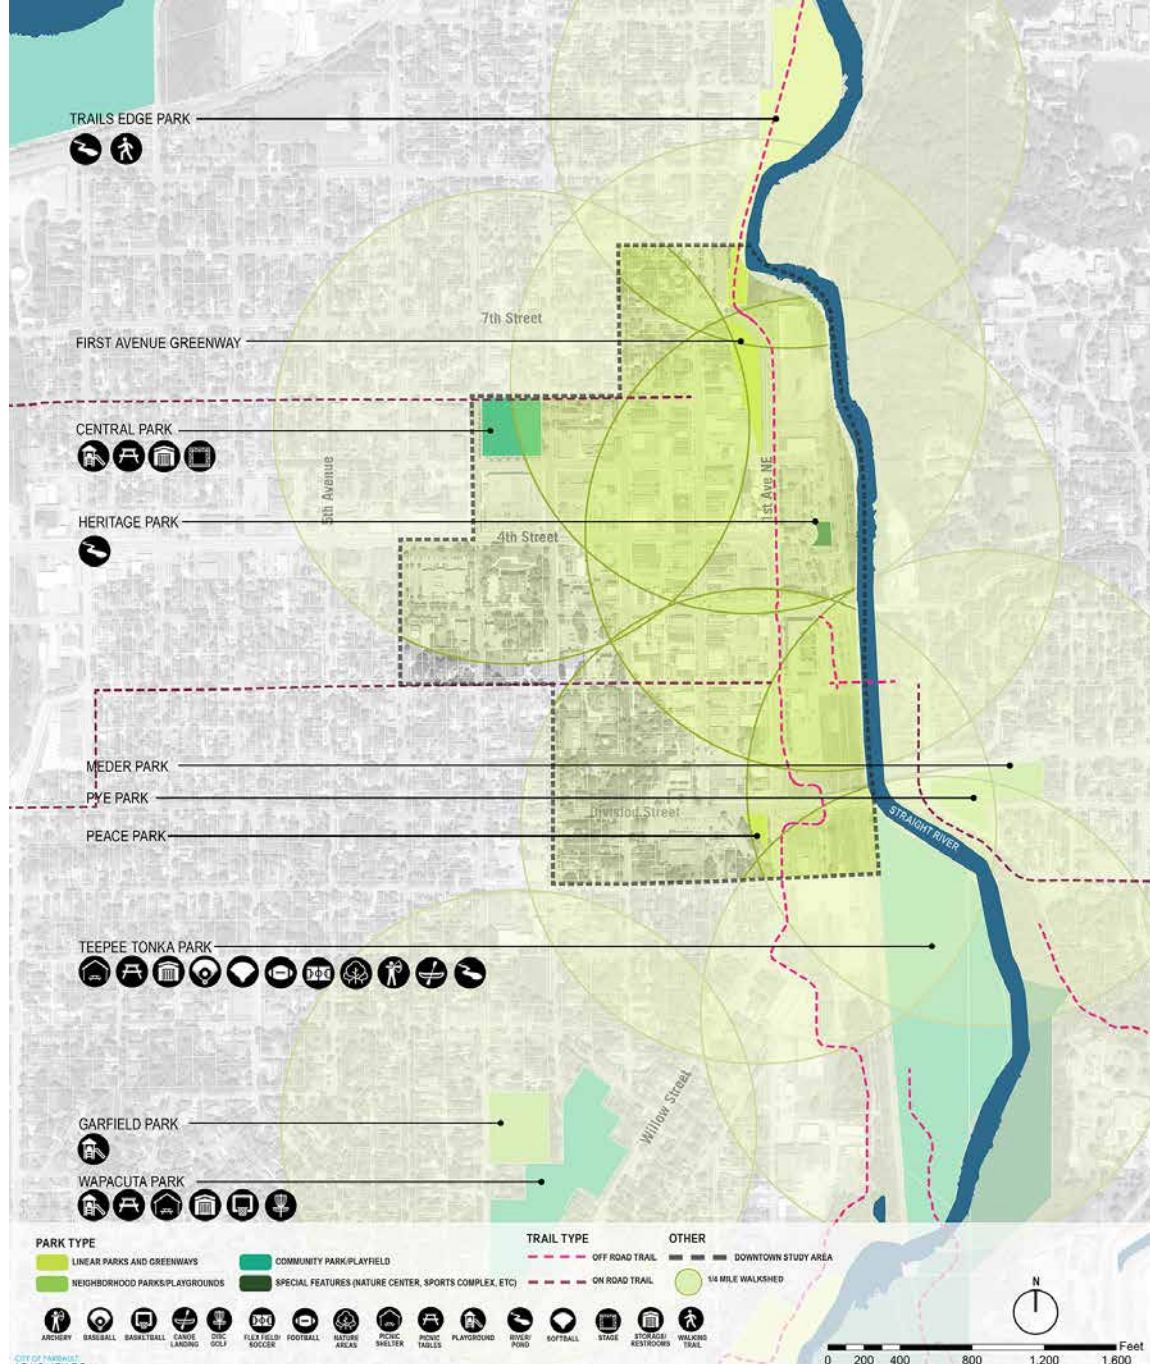 TRAILS EDGE PARK
7th Street
FIRST AVENUE GREENWAY
CENTRAL PARK
5th Avenue
1st Ave NE
HERITAGE PARK
4th Street
MEDER PARK
PYE PARK
Division Street
STRAIGHT RIVER
PEACE PARK
TEEPEE TONKA PARK
Willow Street
GARFIELD PARK
WAPACUTA PARK
PARK TYPE
LINEAR PARKS AND GREENWAYS
NEIGHBORHOOD PARKS/PLAYGROUNDS
COMMUNITY PARK/PLAYFIELD
SPECIAL FEATURES (NATURE CENTER, SPORTS COMPLEX, ETC)
TRAIL TYPE
OFF ROAD TRAIL
ON ROAD TRAIL
OTHER
DOWNTOWN STUDY AREA
1/4 MILE WALKSHED
N
ARCHERY
BASEBALL
BASKETBALL
CANOE
LANDING
DISC
GOLF
FLEX FIELD/
SOCCER
FOOTBALL
NATURE
AREAS
PICNIC
SHELTER
PICNIC
TABLES
PLAYGROUND
RIVER/
POND
SOFTBALL
STAGE
STORAGE/
RESTROOMS
WALKING
TRAIL
Feet
0 200 400 800 1,200 1,600
CITY OF FARIBAULT